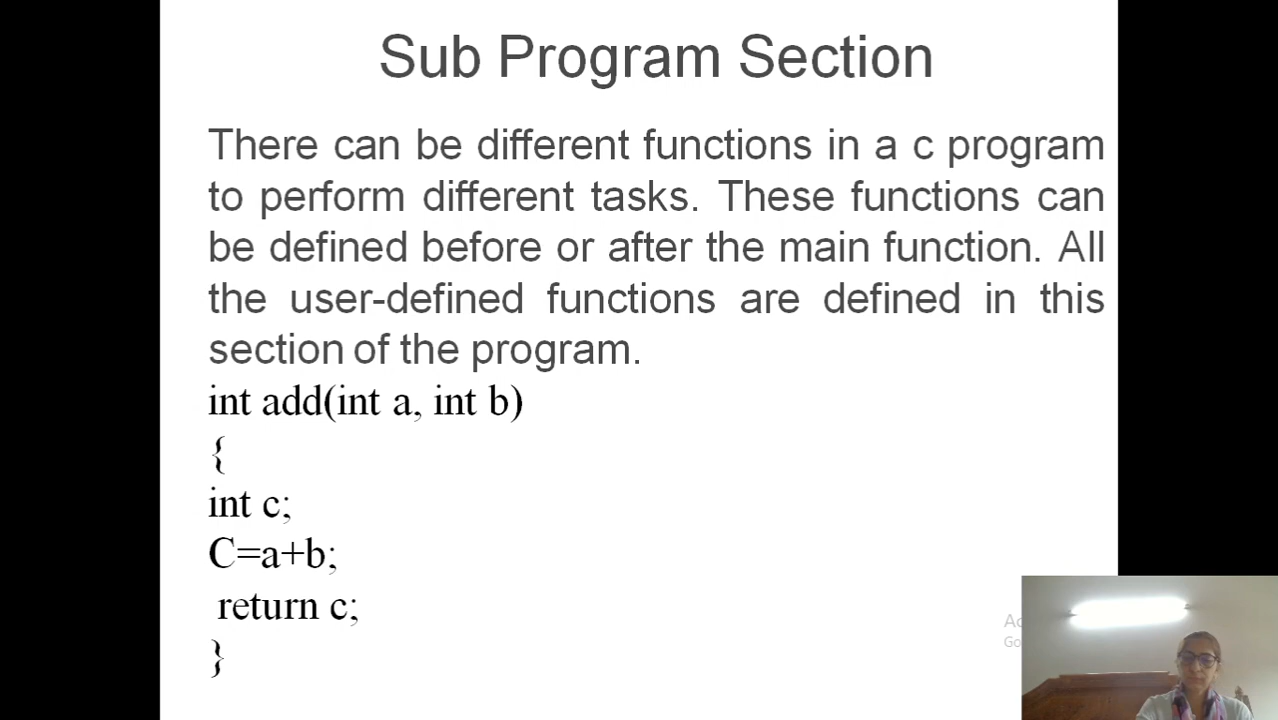 Sub Program Section
There can be different functions in a c program
to perform different tasks. These functions can
be defined before or after the main function. All
the user-defined functions are defined in this
section of the program.
int add(int a, int b)
{
int c;
C=a+b;
return c;
}